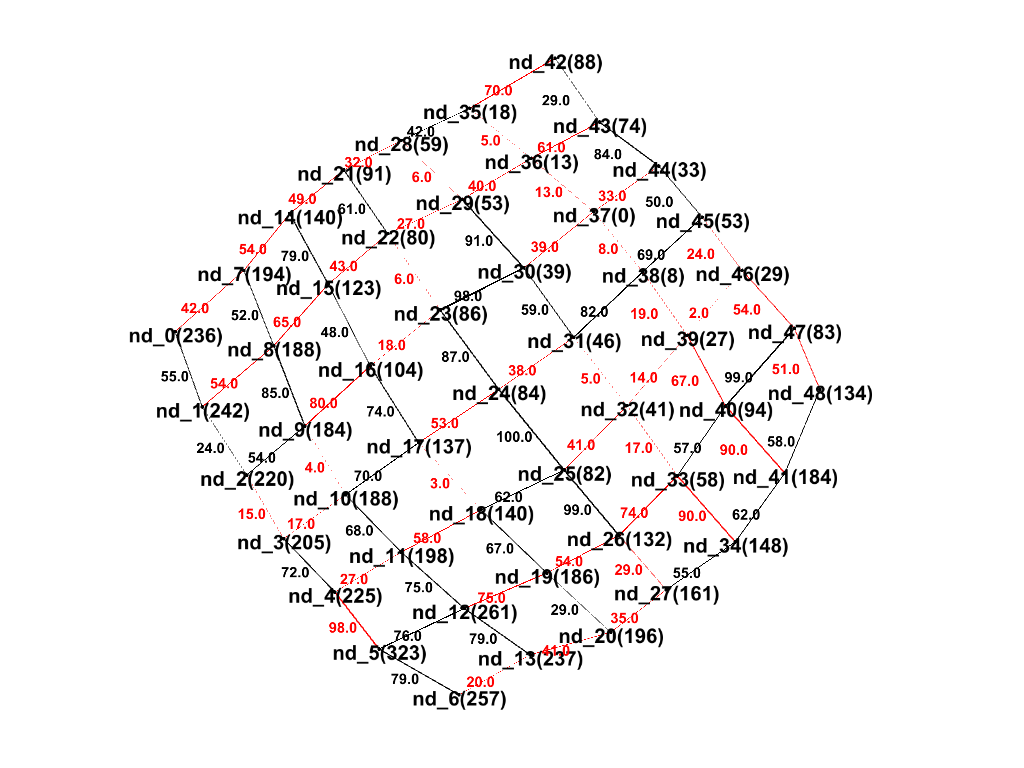 nd_42(88)
70.0
29.0
nd_35(18)
nd_43(74)
42.0
5.0
61.0
84.0
nd_28(59)
32.0
nd_36(13)
nd_44(33)
nd_21(91)
6.0
40.0
13.0
33.0
50.0
49.0
61.0
nd_29(53)
nd_14(140)
27.0
nd_37(0)
nd_45(53)
nd_22(80)
91.0
39.0
8.0
69.0
24.0
54.0
79.0
43.0
nd_7(194)
6.0
nd_30(39)
nd_38(8)
nd_46(29)
nd_15(123)
98.0
42.0
52.0
65.0
nd_23(86)
59.0
82.0
19.0
2.0
54.0
nd_0(236)
48.0
18.0
nd_31(46)
nd_39(27)
nd_47(83)
nd_8(188)
87.0
55.0
54.0
85.0
nd_16(104)
38.0
5.0
14.0
67.0
99.0
51.0
nd_24(84)
nd_48(134)
nd_1(242)
80.0
74.0
53.0
nd_32(41)
nd_40(94)
nd_9(184)
100.0
24.0
54.0
nd_17(137)
41.0
17.0
57.0
90.0
58.0
nd_2(220)
4.0
70.0
3.0
nd_25(82)
nd_33(58)
nd_41(184)
nd_10(188)
62.0
15.0
17.0
nd_18(140)
99.0
74.0
90.0
62.0
nd_3(205)
68.0
58.0
67.0
nd_26(132)
nd_34(148)
nd_11(198)
54.0
72.0
27.0
75.0
nd_19(186)
29.0
55.0
nd_4(225)
75.0
29.0
nd_27(161)
nd_12(261)
35.0
98.0
76.0
79.0
nd_20(196)
nd_5(323)
41.0
nd_13(237)
79.0
20.0
nd_6(257)